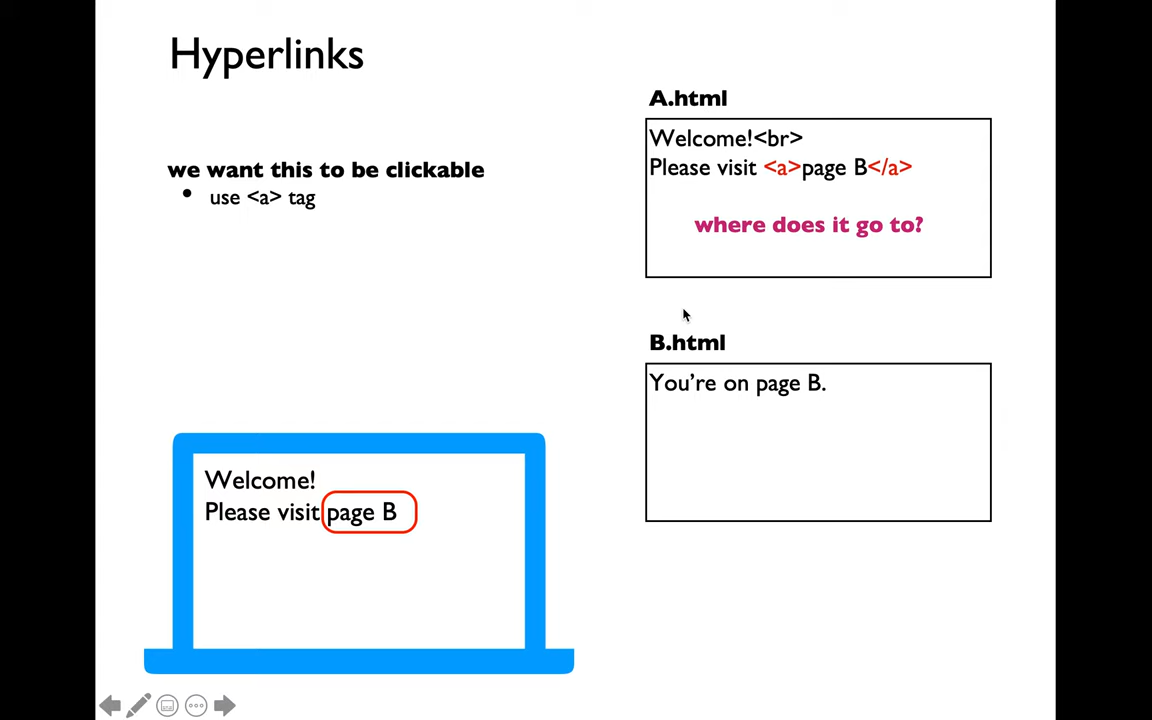 Hyperlinks
we want this to be clickable
• use <a> tag
A.html
Welcome!<br>
Please visit <a>page B</a>
where does it go to?
B.html
You're on page B.
Welcome!
Please visit page B